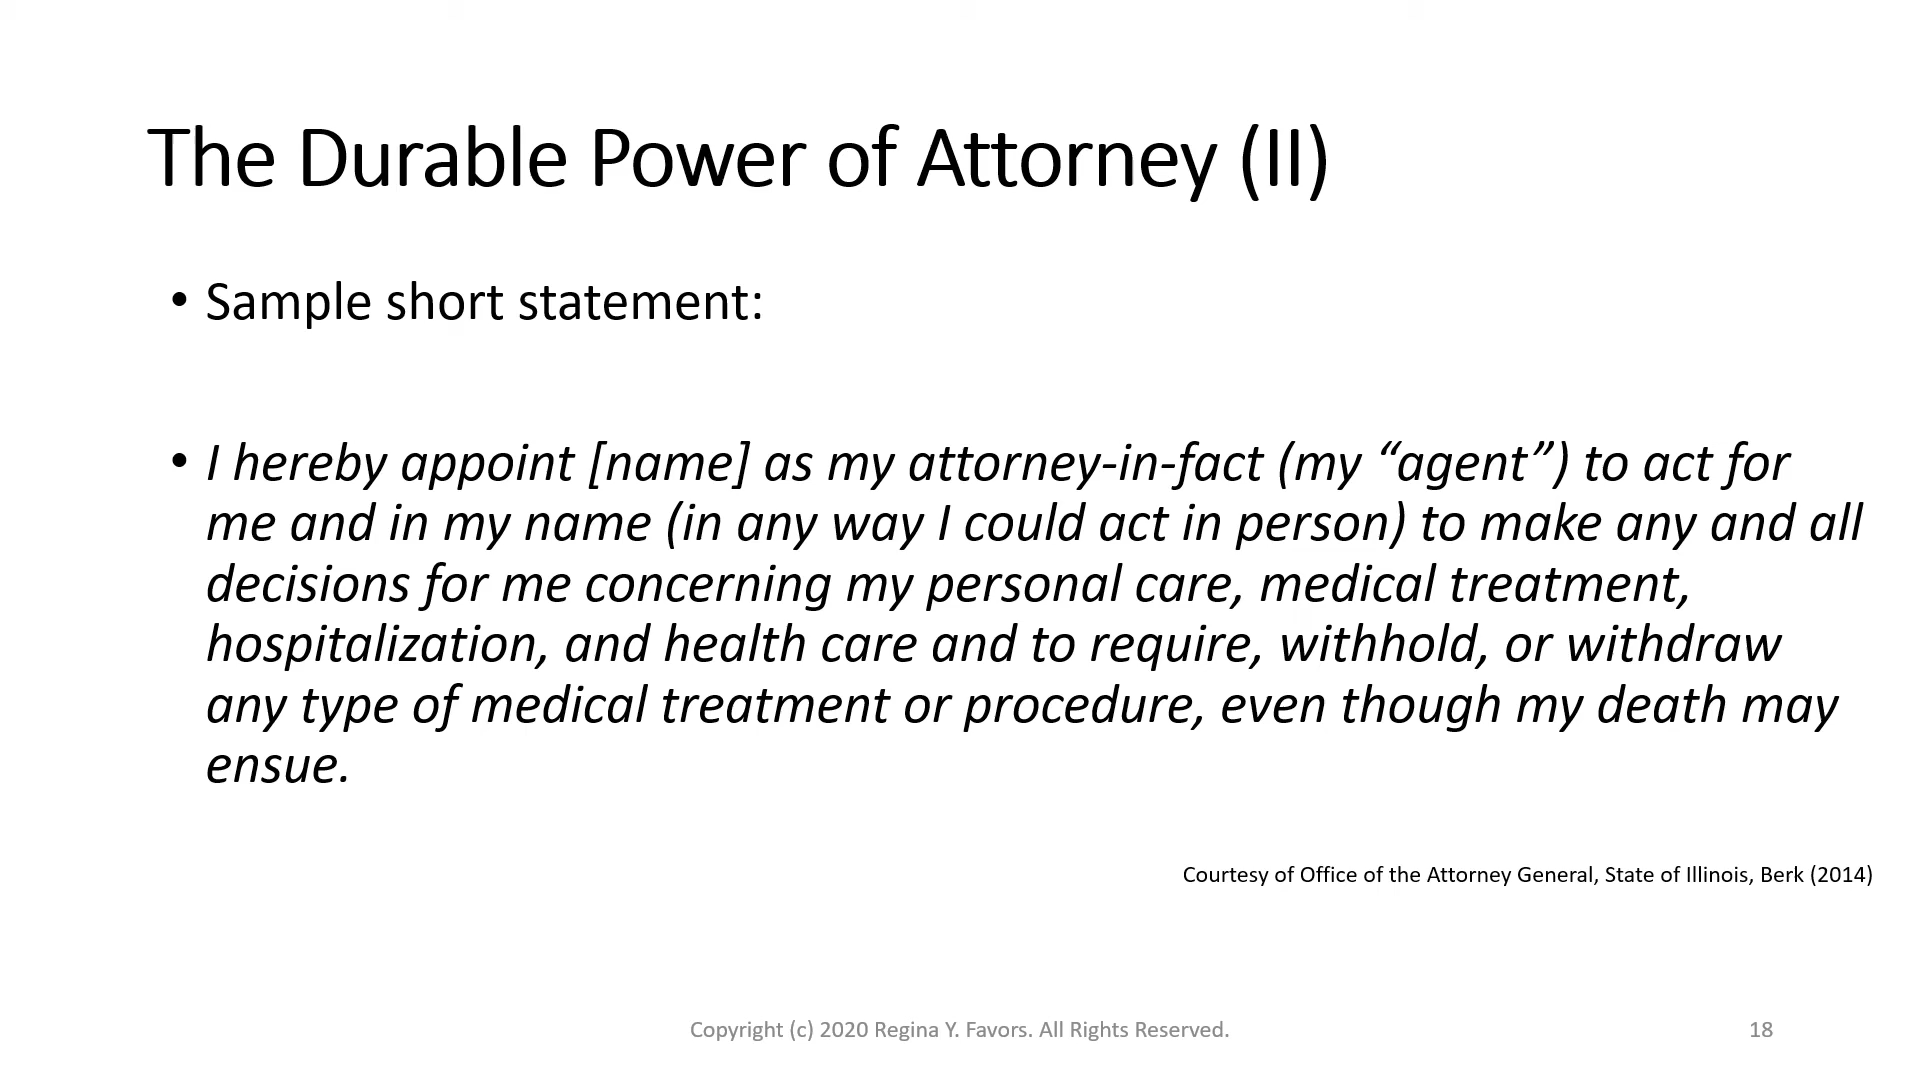 The Durable Power of Attorney (II)
• Sample short statement:
• I hereby appoint [name] as my attorney-in-fact (my “agent”) to act for
me and in my name (in any way I could act in person) to make any and all
decisions for me concerning my personal care, medical treatment,
hospitalization, and health care and to require, withhold, or withdraw
any type of medical treatment or procedure, even though my death may
ensue.
Courtesy of Office of the Attorney General, State of Illinois, Berk (2014)
Copyright (c) 2020 Regina Y. Favors. All Rights Reserved.
18